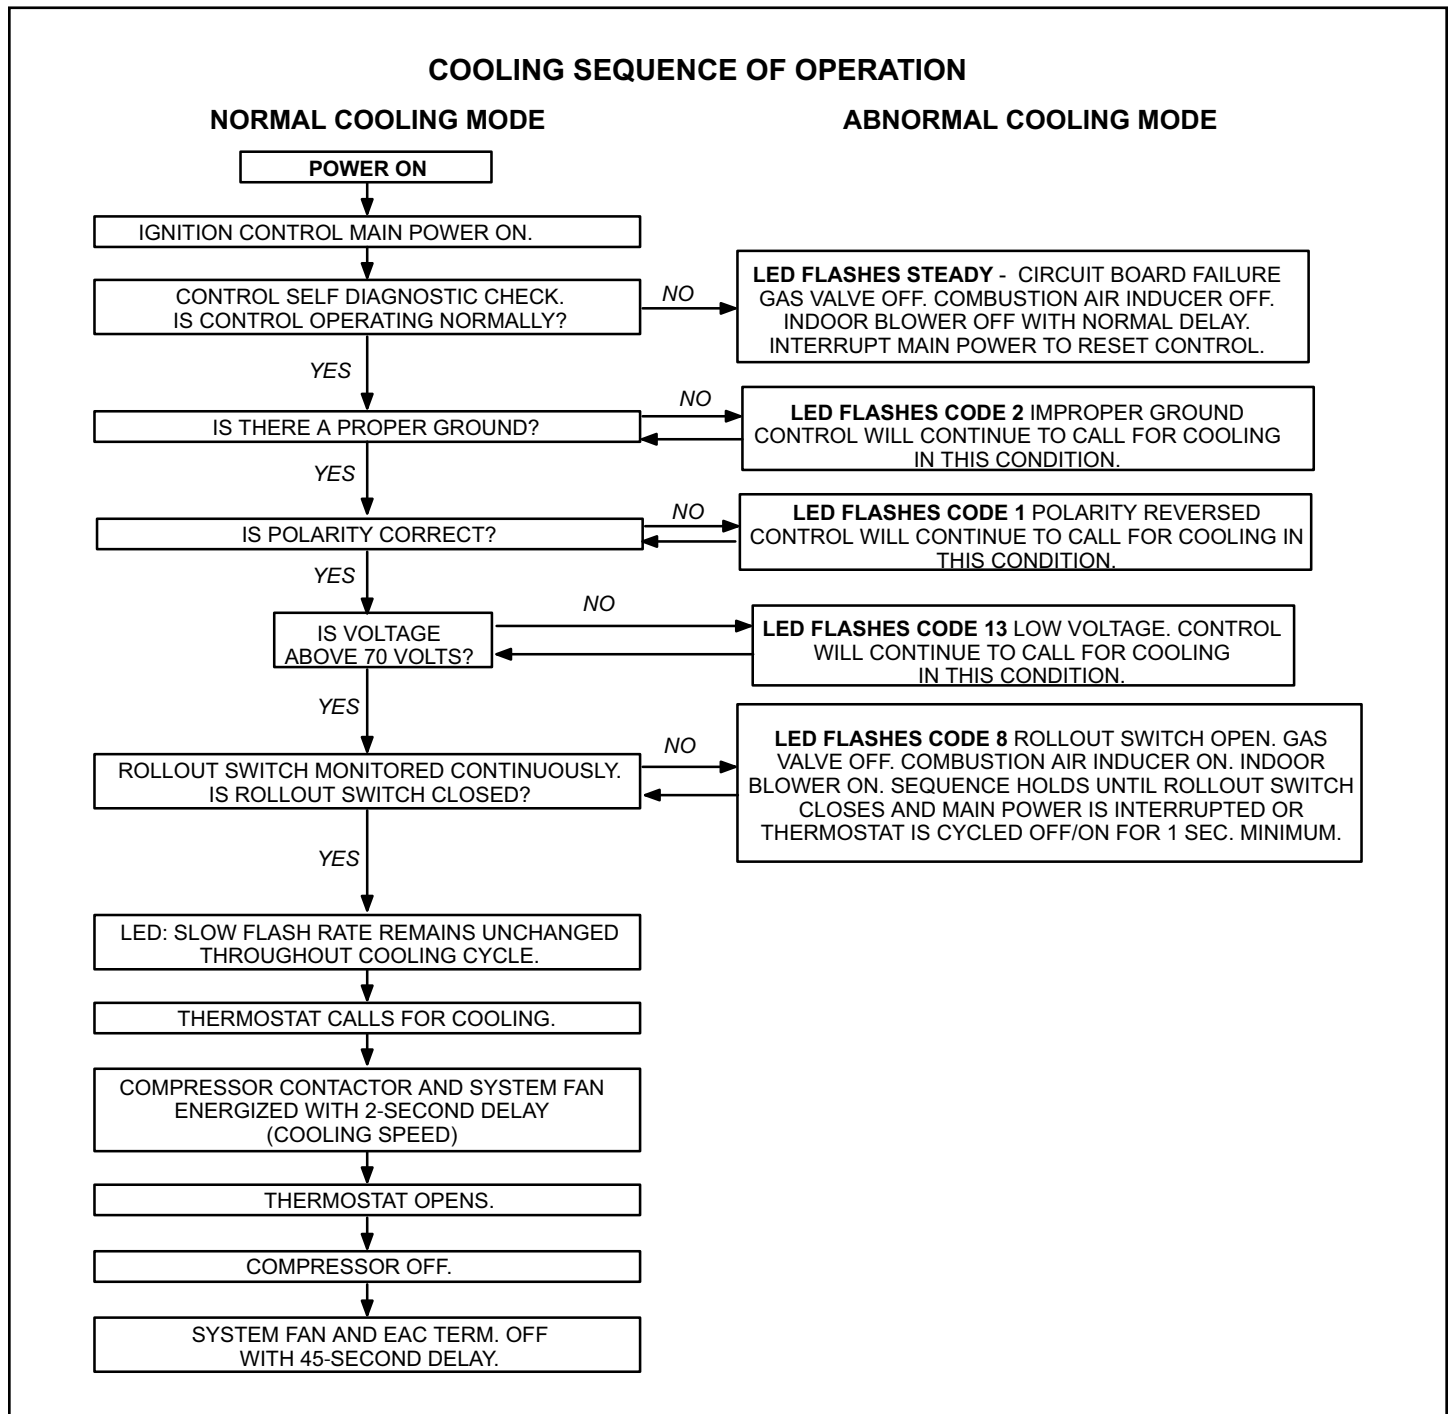 COOLING SEQUENCE OF OPERATION
NORMAL COOLING MODE
ABNORMAL COOLING MODE
POWER ON
IGNITION CONTROL MAIN POWER ON.
CONTROL SELF DIAGNOSTIC CHECK.
IS CONTROL OPERATING NORMALLY?
NO
LED FLASHES STEADY - CIRCUIT BOARD FAILURE
GAS VALVE OFF. COMBUSTION AIR INDUCER OFF.
INDOOR BLOWER OFF WITH NORMAL DELAY.
INTERRUPT MAIN POWER TO RESET CONTROL.
YES
IS THERE A PROPER GROUND?
NO
LED FLASHES CODE 2 IMPROPER GROUND
CONTROL WILL CONTINUE TO CALL FOR COOLING
IN THIS CONDITION.
YES
IS POLARITY CORRECT?
NO
LED FLASHES CODE 1 POLARITY REVERSED
CONTROL WILL CONTINUE TO CALL FOR COOLING IN
THIS CONDITION.
YES
IS VOLTAGE
ABOVE 70 VOLTS?
NO
LED FLASHES CODE 13 LOW VOLTAGE. CONTROL
WILL CONTINUE TO CALL FOR COOLING
IN THIS CONDITION.
YES
ROLLOUT SWITCH MONITORED CONTINUOUSLY.
IS ROLLOUT SWITCH CLOSED?
NO
LED FLASHES CODE 8 ROLLOUT SWITCH OPEN. GAS
VALVE OFF. COMBUSTION AIR INDUCER ON. INDOOR
BLOWER ON. SEQUENCE HOLDS UNTIL ROLLOUT SWITCH
CLOSES AND MAIN POWER IS INTERRUPTED OR
THERMOSTAT IS CYCLED OFF/ON FOR 1 SEC. MINIMUM.
YES
LED: SLOW FLASH RATE REMAINS UNCHANGED
THROUGHOUT COOLING CYCLE.
THERMOSTAT CALLS FOR COOLING.
COMPRESSOR CONTACTOR AND SYSTEM FAN
ENERGIZED WITH 2-SECOND DELAY
(COOLING SPEED)
THERMOSTAT OPENS.
COMPRESSOR OFF.
SYSTEM FAN AND EAC TERM. OFF
WITH 45-SECOND DELAY.